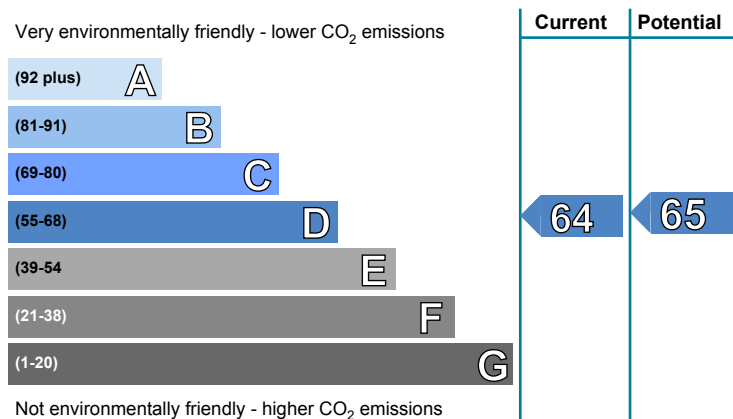 Current Potential
Very environmentally friendly - lower CO₂ emissions
(92 plus) A
(81-91) B
(69-80) C
(55-68) D 64 65
(39-54 E
(21-38) F
(1-20) G
Not environmentally friendly - higher CO₂ emissions